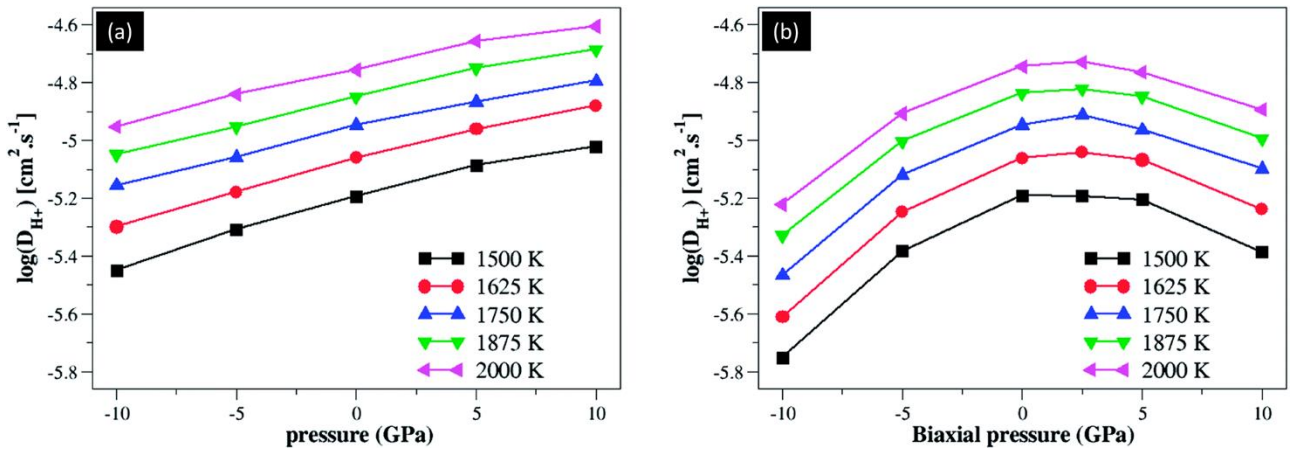 (a)
log(D_H+) [cm².s⁻¹]
-4.6
-4.8
-5
-5.2
-5.4
-5.6
-5.8
1500 K
1625 K
1750 K
1875 K
2000 K
-10 -5 0 5 10
pressure (GPa)
(b)
log(D_H+) [cm².s⁻¹]
-4.6
-4.8
-5
-5.2
-5.4
-5.6
-5.8
1500 K
1625 K
1750 K
1875 K
2000 K
-10 -5 0 5 10
Biaxial pressure (GPa)